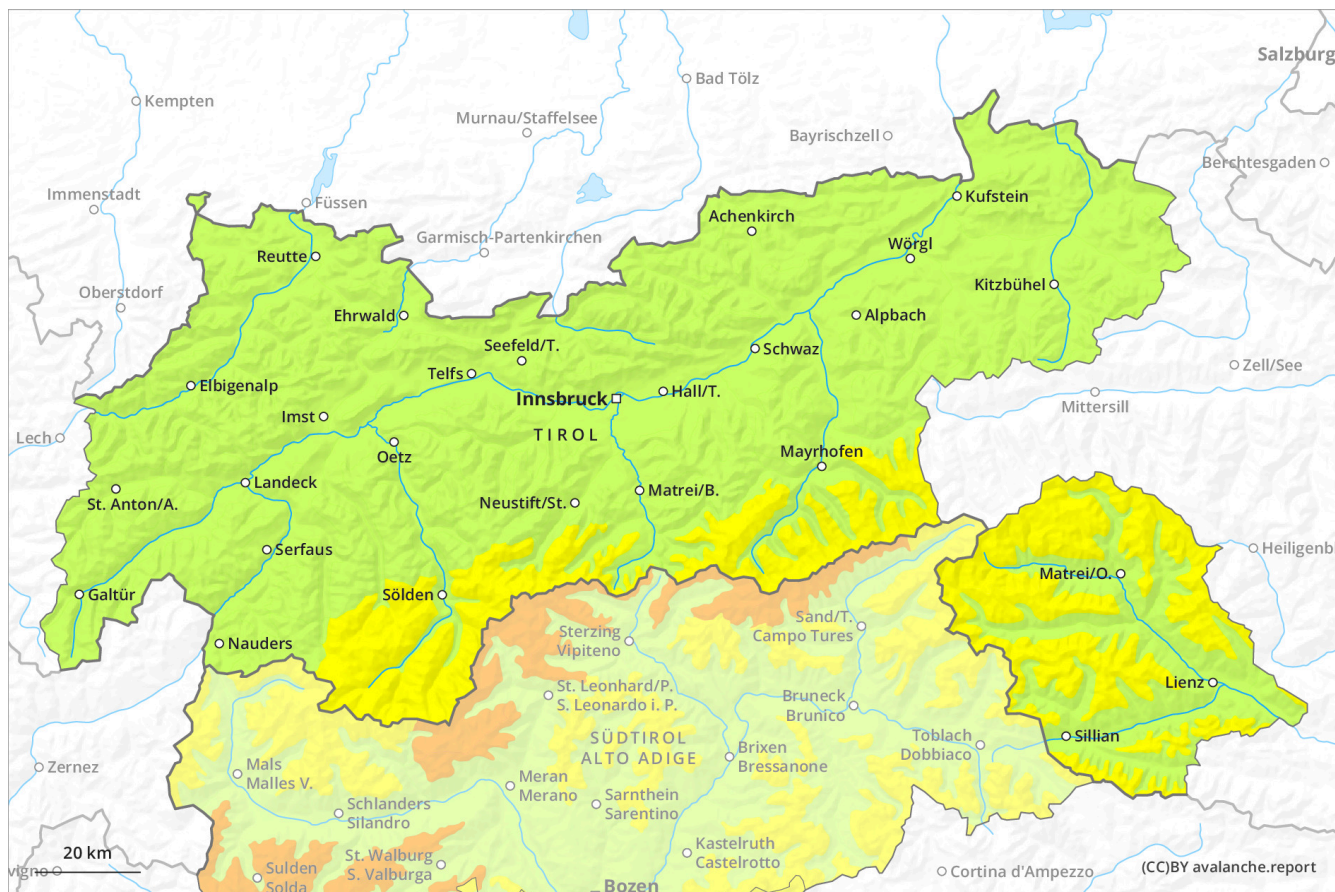 Salzburg
Bad Tölz
Kempten
Murnau/Staffelsee
Bayrischzell
Berchtesgaden
Immenstadt
Füssen
Kufstein
Achenkirch
Garmisch-Partenkirchen
Wörgl
Reutte
Kitzbühel
Oberstdorf
Ehrwald
Alpbach
Seefeld/T.
Schwaz
Zell/See
Telfs
Elbigenalp
Hall/T.
Innsbruck
Mittersill
Imst
TIROL
Lech
Oetz
Mayrhofen
Landeck
Matrei/B.
St. Anton/A.
Neustift/St.
Serfaus
Heiligenb
Matrei/O.
Galtür
Sölden
Sand/T.
Campo Tures
Sterzing
Vipiteno
Nauders
Lienz
St. Leonhard/P.
S. Leonardo i. P.
Bruneck
Brunico
SÜDTIROL
ALTO ADIGE
Toblach
Dobbiaco
Sillian
Brixen
Bressanone
Zernez
Mals
Malles V.
Meran
Merano
Sarnthein
Sarentino
Schlanders
Silandro
Kastelruth
Castelrotto
20 km
St. Walburg
S. Valburga
vigno
Sulden
Solda
Bozen
Cortina d'Ampezzo
(CC)BY avalanche.report